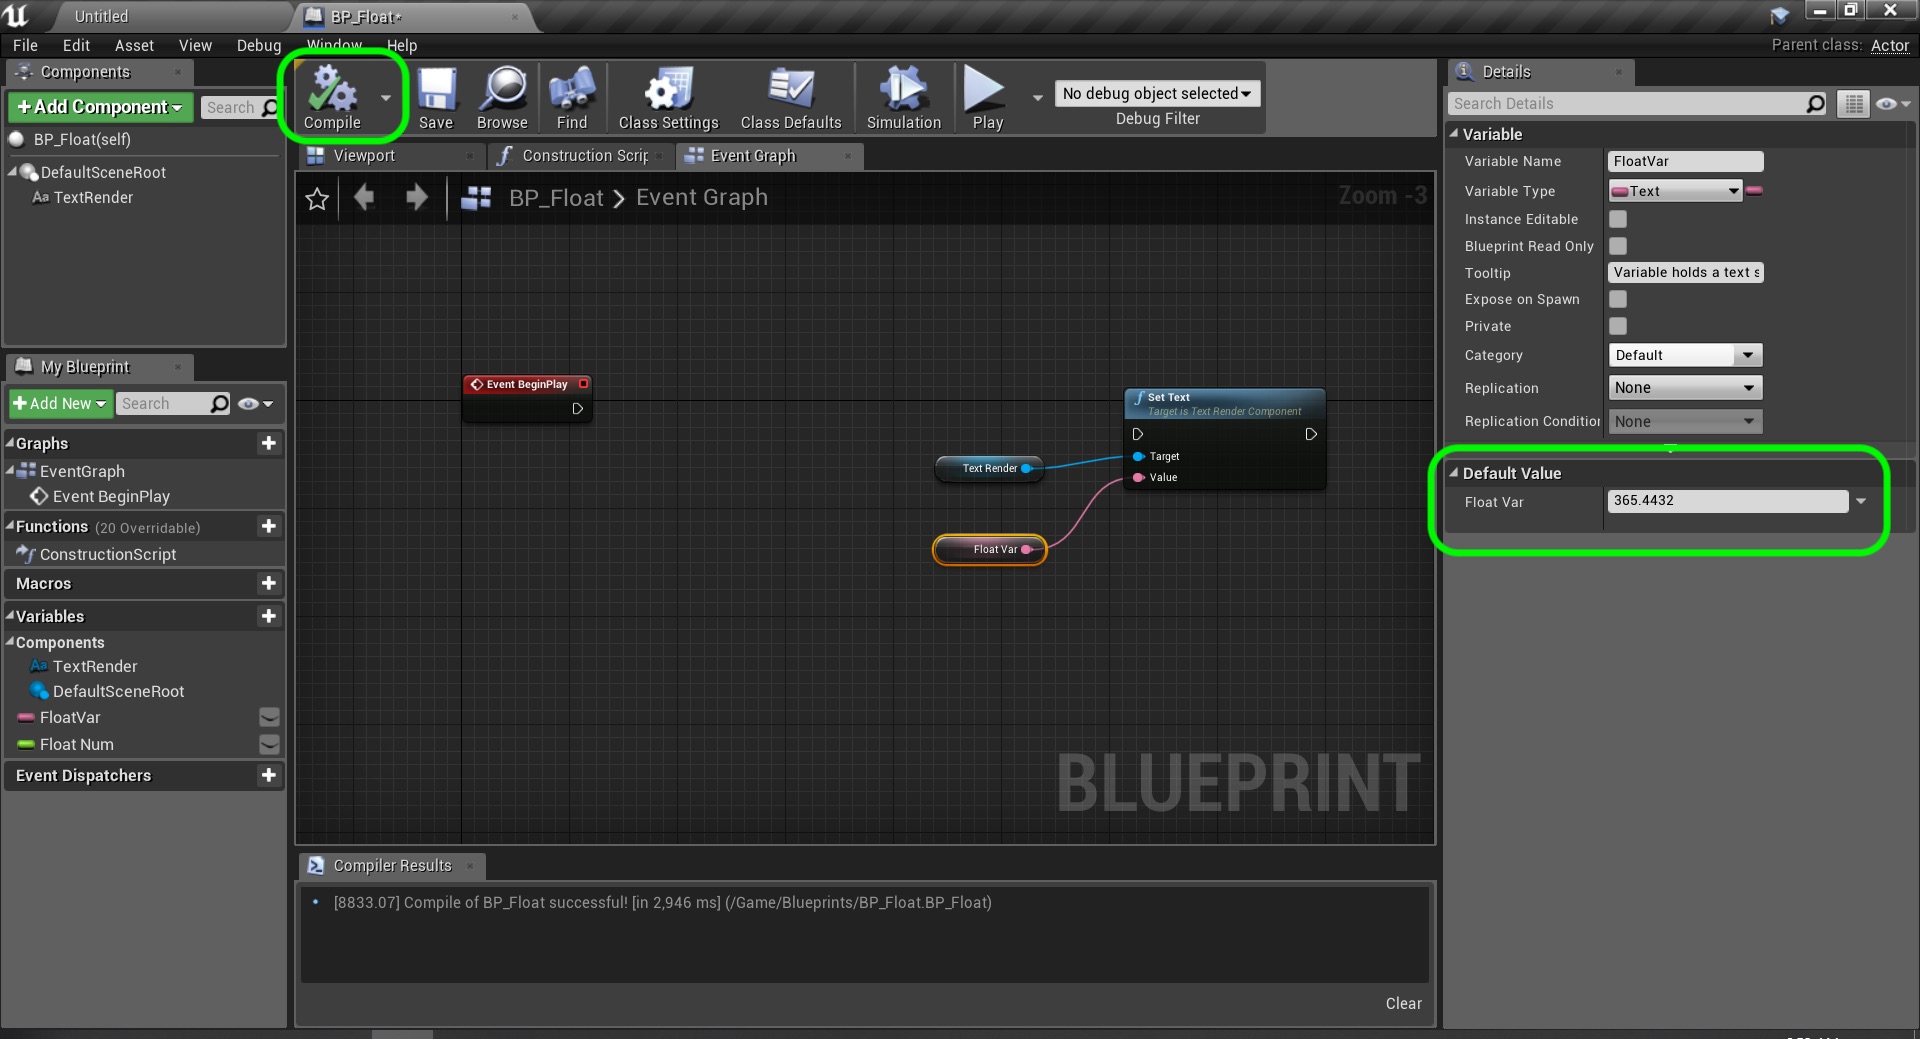 Untitled
BP_Float*
File Edit Asset View Debug Window Help
Parent class: Actor
Components
+Add Component
Search
BP_Float(self)
DefaultSceneRoot
Aa TextRender
Compile
Save
Browse
Find
Class Settings
Class Defaults
Simulation
Play
No debug object selected
Debug Filter
Viewport
Construction Scrip
Event Graph
BP_Float > Event Graph
Zoom -3
Event BeginPlay
Set Text
Target is Text Render Component
Target
Value
Text Render
Float Var
BLUEPRINT
My Blueprint
+Add New
Search
Graphs
EventGraph
Event BeginPlay
Functions (20 Overridable)
ConstructionScript
Macros
Variables
Components
Aa TextRender
DefaultSceneRoot
FloatVar
Float Num
Event Dispatchers
Compiler Results
[8833.07] Compile of BP_Float successful! [in 2,946 ms] (/Game/Blueprints/BP_Float.BP_Float)
Clear
Details
Search Details
Variable
Variable Name FloatVar
Variable Type Text
Instance Editable
Blueprint Read Only
Tooltip Variable holds a text s
Expose on Spawn
Private
Category Default
Replication None
Replication Condition None
Default Value
Float Var 365.4432